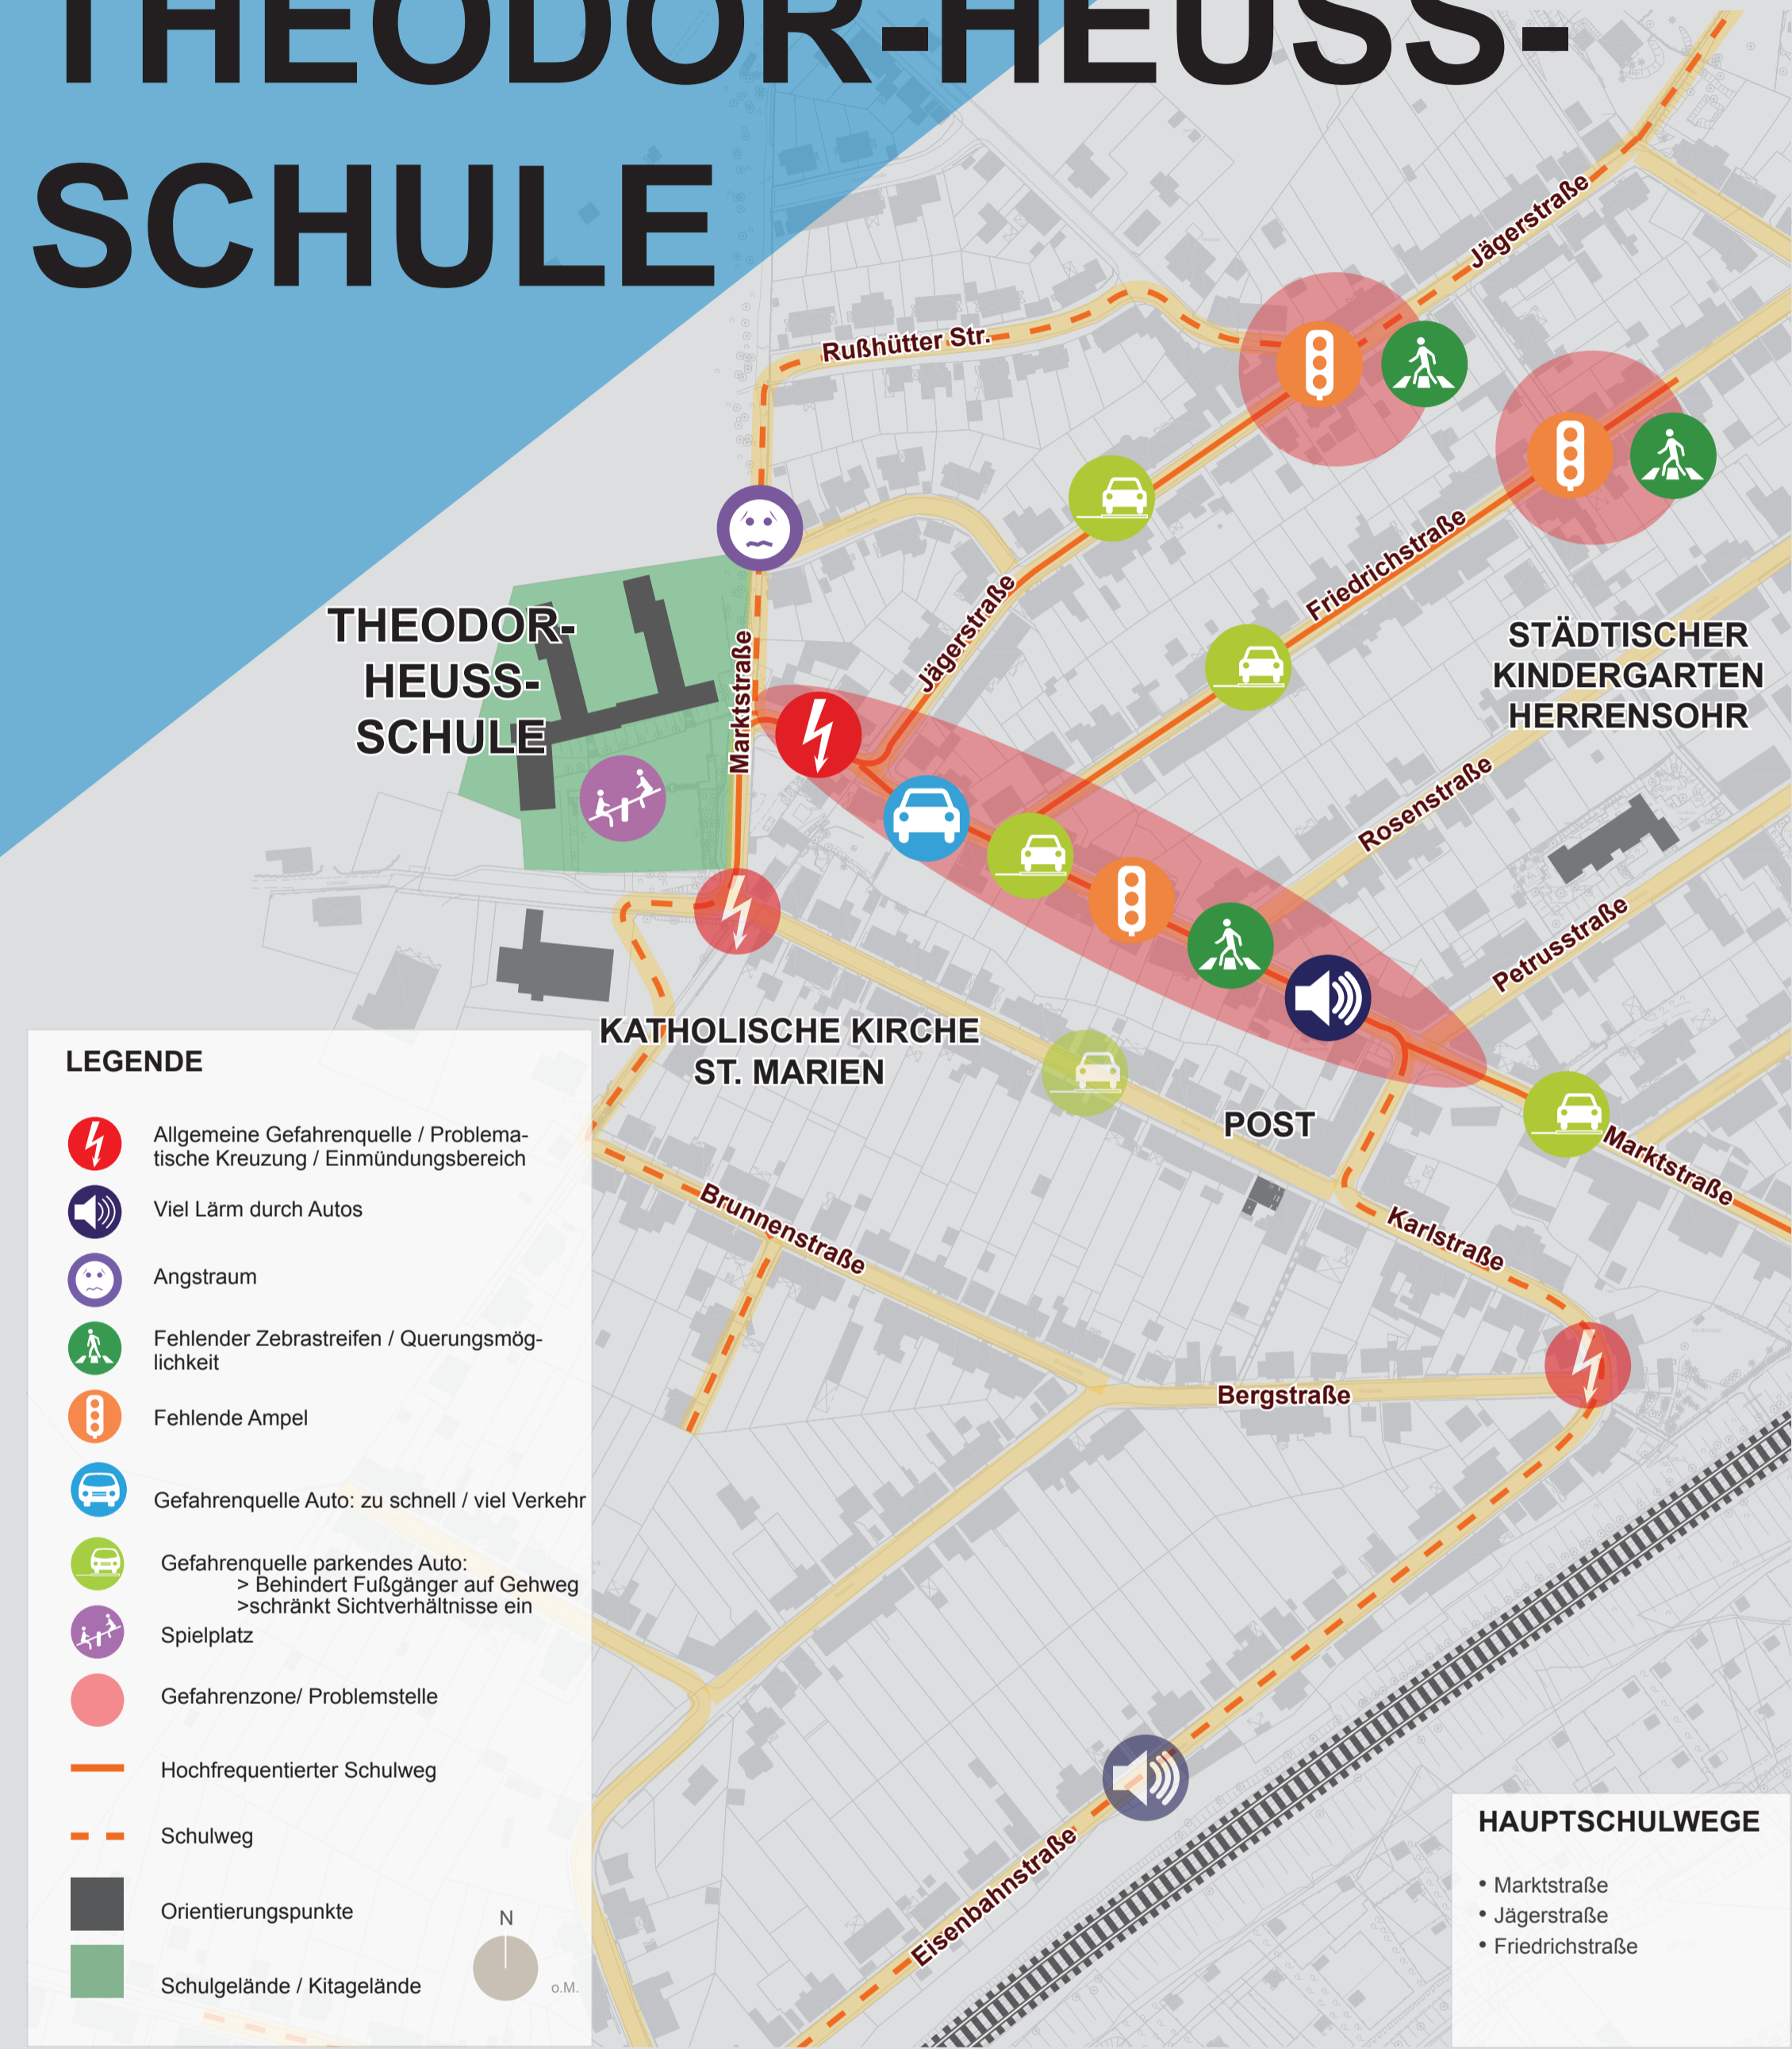 THEODOR-HEUSS-
SCHULE
Jägerstraße
Rußhütter Str.
Friedrichstraße
THEODOR-
HEUSS-
SCHULE
Marktstraße
Jägerstraße
STÄDTISCHER
KINDERGARTEN
HERRENSOHR
Rosenstraße
Petrusstraße
KATHOLISCHE KIRCHE
ST. MARIEN
POST
Marktstraße
Karlstraße
Brunnenstraße
Bergstraße
Eisenbahnstraße
LEGENDE
Allgemeine Gefahrenquelle / Problema-
tische Kreuzung / Einmündungsbereich
Viel Lärm durch Autos
Angstraum
Fehlender Zebrastreifen / Querungsmög-
lichkeit
Fehlende Ampel
Gefahrenquelle Auto: zu schnell / viel Verkehr
Gefahrenquelle parkendes Auto:
> Behindert Fußgänger auf Gehweg
>schränkt Sichtverhältnisse ein
Spielplatz
Gefahrenzone/ Problemstelle
Hochfrequentierter Schulweg
Schulweg
Orientierungspunkte
Schulgelände / Kitagelände
N
o.M.
HAUPTSCHULWEGE
• Marktstraße
• Jägerstraße
• Friedrichstraße